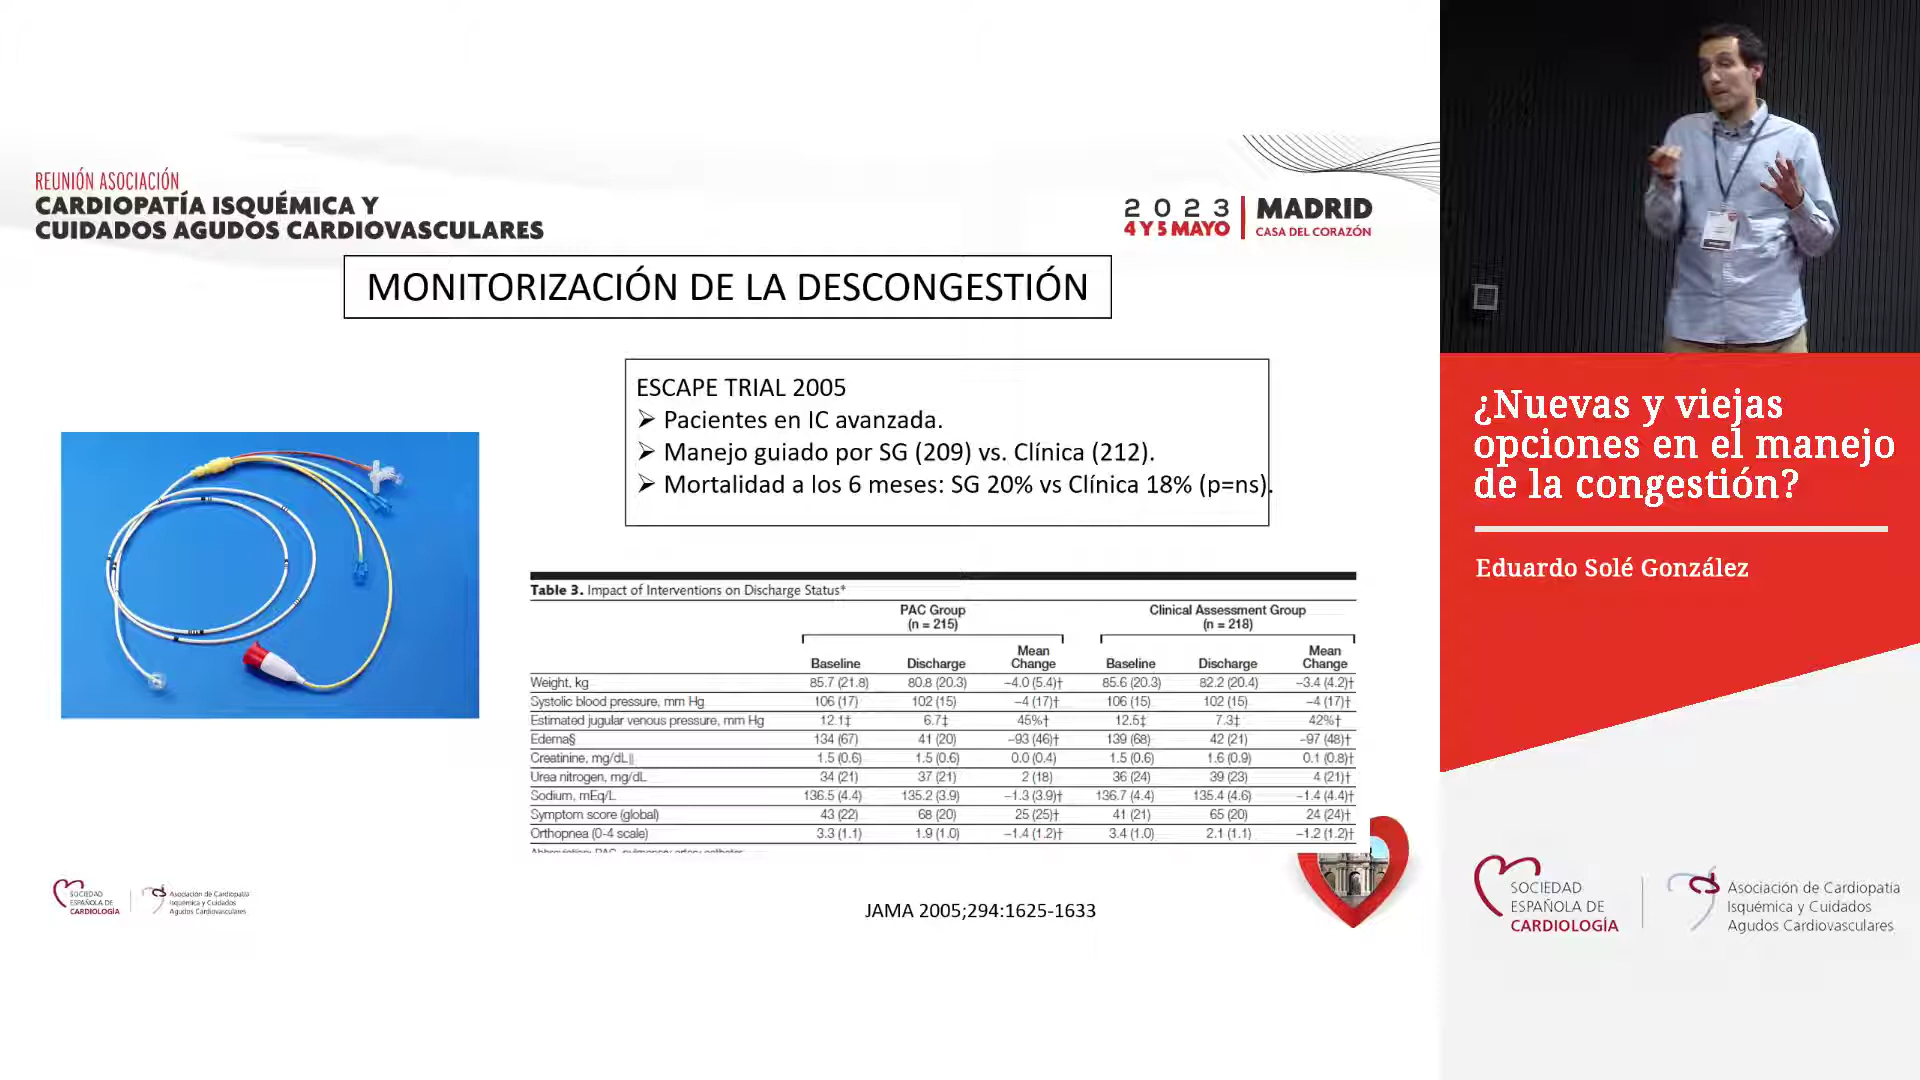 REUNIÓN ASOCIACIÓN
CARDIOPATÍA ISQUÉMICA Y
CUIDADOS AGUDOS CARDIOVASCULARES
2023
4 Y 5 MAYO
MADRID
CASA DEL CORAZÓN
MONITORIZACIÓN DE LA DESCONGESTIÓN
ESCAPE TRIAL 2005
➢ Pacientes en IC avanzada.
➢ Manejo guiado por SG (209) vs. Clínica (212).
➢ Mortalidad a los 6 meses: SG 20% vs Clínica 18% (p=ns).
Table 3. Impact of Interventions on Discharge Status*
PAC Group Clinical Assessment Group
(n = 215) (n = 218)
Baseline Discharge Mean Change Baseline Discharge Mean Change
Weight, kg 85.7 (21.8) 80.8 (20.3) −4.0 (5.4)† 85.6 (20.3) 82.2 (20.4) −3.4 (4.2)†
Systolic blood pressure, mm Hg 106 (17) 102 (15) −4 (17)† 106 (15) 102 (15) −4 (17)†
Estimated jugular venous pressure, mm Hg 12.1‡ 6.7‡ 45%† 12.5‡ 7.3‡ 42%†
Edema§ 134 (67) 41 (20) −93 (46)† 139 (68) 42 (21) −97 (48)†
Creatinine, mg/dL|| 1.5 (0.6) 1.5 (0.6) 0.0 (0.4) 1.5 (0.6) 1.6 (0.9) 0.1 (0.8)†
Urea nitrogen, mg/dL 34 (21) 37 (21) 2 (18) 36 (24) 39 (23) 4 (21)†
Sodium, mEq/L 136.5 (4.4) 135.2 (3.9) −1.3 (3.9)† 136.7 (4.4) 135.4 (4.6) −1.4 (4.4)†
Symptom score (global) 43 (22) 68 (20) 25 (25)† 41 (21) 65 (20) 24 (24)†
Orthopnea (0-4 scale) 3.3 (1.1) 1.9 (1.0) −1.4 (1.2)† 3.4 (1.0) 2.1 (1.1) −1.2 (1.2)†
SOCIEDAD
ESPAÑOLA DE
CARDIOLOGÍA
Asociación de Cardiopatía
Isquémica y Cuidados
Agudos Cardiovasculares
JAMA 2005;294:1625-1633
¿Nuevas y viejas
opciones en el manejo
de la congestión?
Eduardo Solé González
SOCIEDAD
ESPAÑOLA DE
CARDIOLOGÍA
Asociación de Cardiopatía
Isquémica y Cuidados
Agudos Cardiovasculares